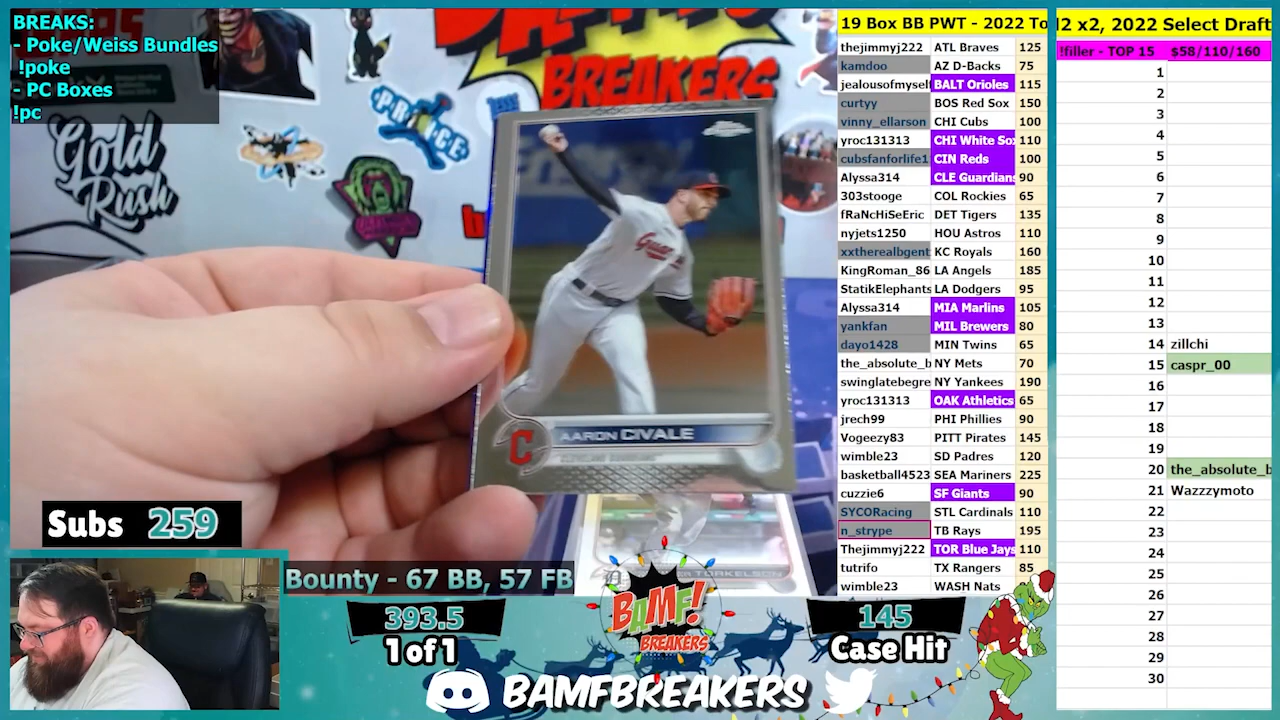 BREAKS:
- Poke/Weiss Bundles
!poke
- PC Boxes
!pc
BREAKERS
Gold
Rush
PRINCE
AARON CIVALE
C
Subs 259
Bounty - 67 BB, 57 FB
393.5
1 of 1
BAMF!
BREAKERS
145
Case Hit
BAMFBREAKERS
19 Box BB PWT - 2022 To
thejimmyj222 ATL Braves 125
kamdoo AZ D-Backs 75
jealousofmysel BALT Orioles 115
curtyy BOS Red Sox 150
vinny_ellarson CHI Cubs 100
yroc131313 CHI White Sox 110
cubsfanforlife1 CIN Reds 100
Alyssa314 CLE Guardians 90
303stooge COL Rockies 65
fRaNcHiSeEric DET Tigers 135
nyjets1250 HOU Astros 110
xxtherealbgent KC Royals 160
KingRoman_86 LA Angels 185
StatikElephants LA Dodgers 95
Alyssa314 MIA Marlins 105
yankfan MIL Brewers 80
dayo1428 MIN Twins 65
the_absolute_b NY Mets 70
swinglatebegre NY Yankees 190
yroc131313 OAK Athletics 65
jrech99 PHI Phillies 90
Vogeezy83 PITT Pirates 145
wimble23 SD Padres 120
basketball4523 SEA Mariners 225
cuzzie6 SF Giants 90
SYCORacing STL Cardinals 110
n_strype TB Rays 195
Thejimmyj222 TOR Blue Jays 110
tutrifo TX Rangers 85
wimble23 WASH Nats
2 x2, 2022 Select Draft
!filler - TOP 15 $58/110/160
1
2
3
4
5
6
7
8
9
10
11
12
13
14 zillchi
15 caspr_00
16
17
18
19
20 the_absolute_b
21 Wazzzymoto
22
23
24
25
26
27
28
29
30